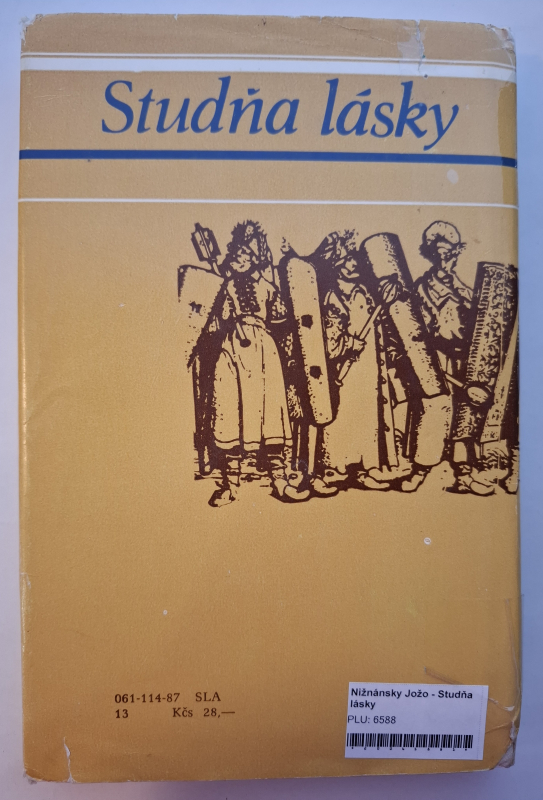 Studňa lásky
061-114-87 SLA
13 Kčs 28,—
Nižnánsky Jožo - Studňa
lásky
PLU: 6588